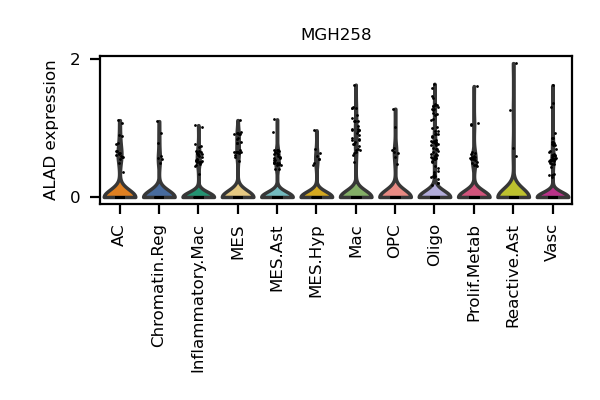 MGH258
ALAD expression
2
0
AC
Chromatin.Reg
Inflammatory.Mac
MES
MES.Ast
MES.Hyp
Mac
OPC
Oligo
Prolif.Metab
Reactive.Ast
Vasc